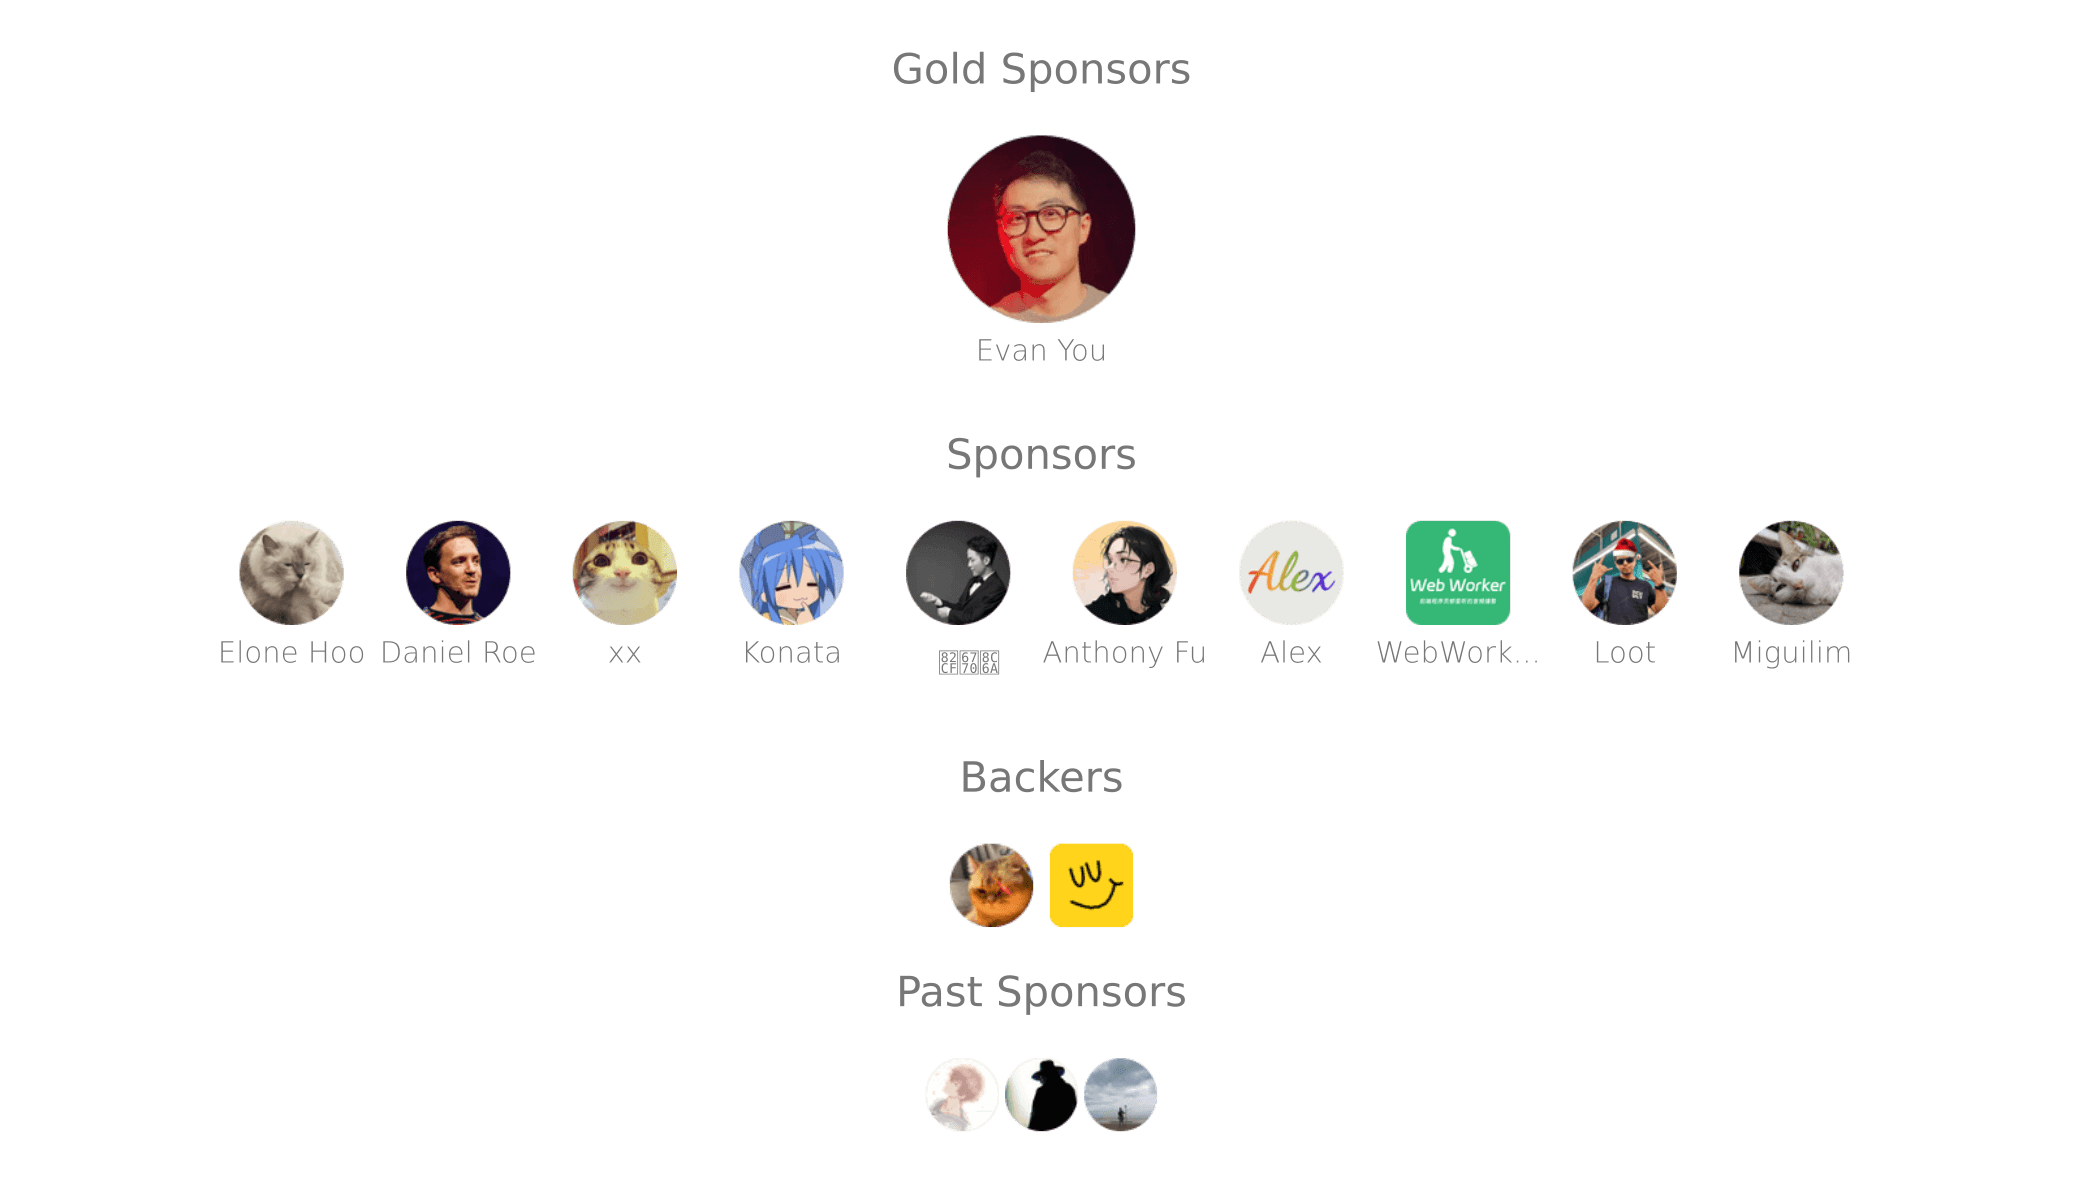 Gold Sponsors
Evan You
Sponsors
Alex
Web Worker
Elone Hoo
Daniel Roe
xx
Konata
Anthony Fu
Alex
WebWork...
Loot
Miguilim
Backers
Past Sponsors